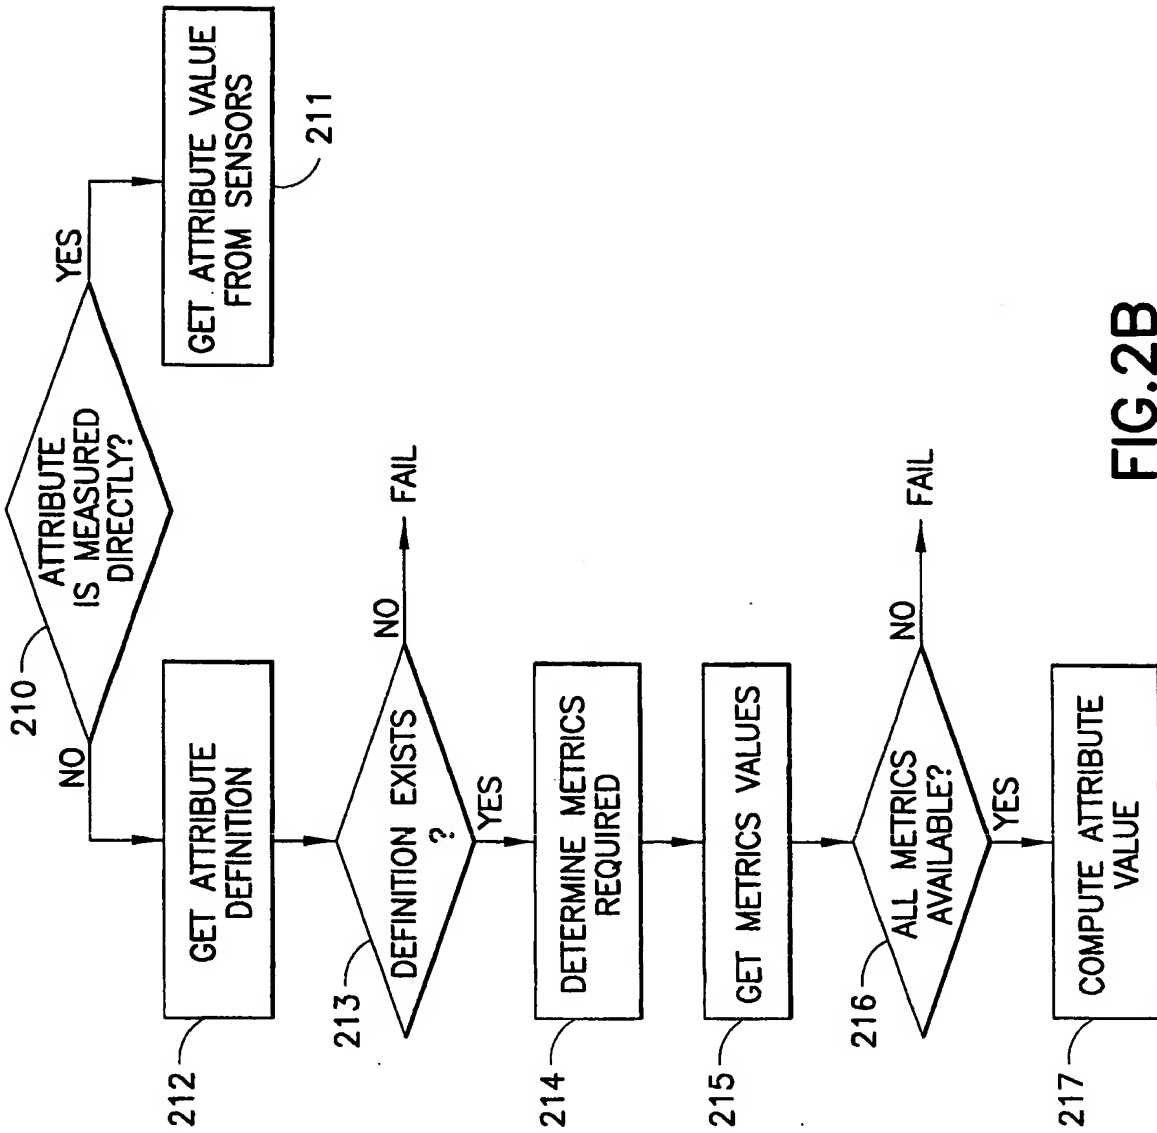 210
ATTRIBUTE
IS MEASURED
DIRECTLY?
YES
GET ATTRIBUTE VALUE
FROM SENSORS
211
NO
212
GET ATTRIBUTE
DEFINITION
213
DEFINITION EXISTS
?
NO
FAIL
YES
214
DETERMINE METRICS
REQUIRED
215
GET METRICS VALUES
216
ALL METRICS
AVAILABLE?
NO
FAIL
YES
217
COMPUTE ATTRIBUTE
VALUE
FIG.2B